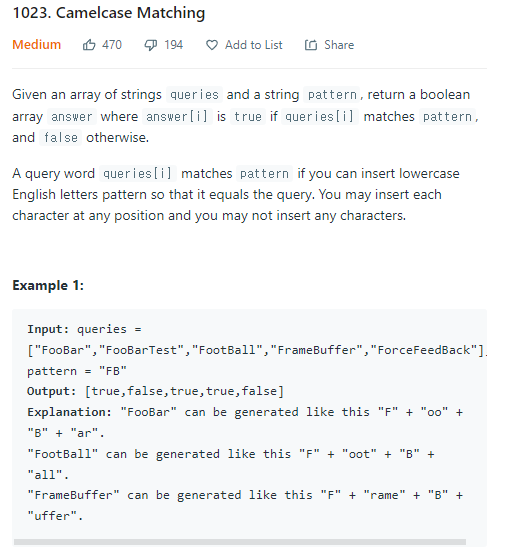 1023. Camelcase Matching
Medium 470 194 Add to List Share
Given an array of strings queries and a string pattern, return a boolean
array answer where answer[i] is true if queries[i] matches pattern,
and false otherwise.
A query word queries[i] matches pattern if you can insert lowercase
English letters pattern so that it equals the query. You may insert each
character at any position and you may not insert any characters.
Example 1:
Input: queries =
["FooBar","FooBarTest","FootBall","FrameBuffer","ForceFeedBack"],
pattern = "FB"
Output: [true,false,true,true,false]
Explanation: "FooBar" can be generated like this "F" + "oo" +
"B" + "ar".
"FootBall" can be generated like this "F" + "oot" + "B" +
"all".
"FrameBuffer" can be generated like this "F" + "rame" + "B" +
"uffer".